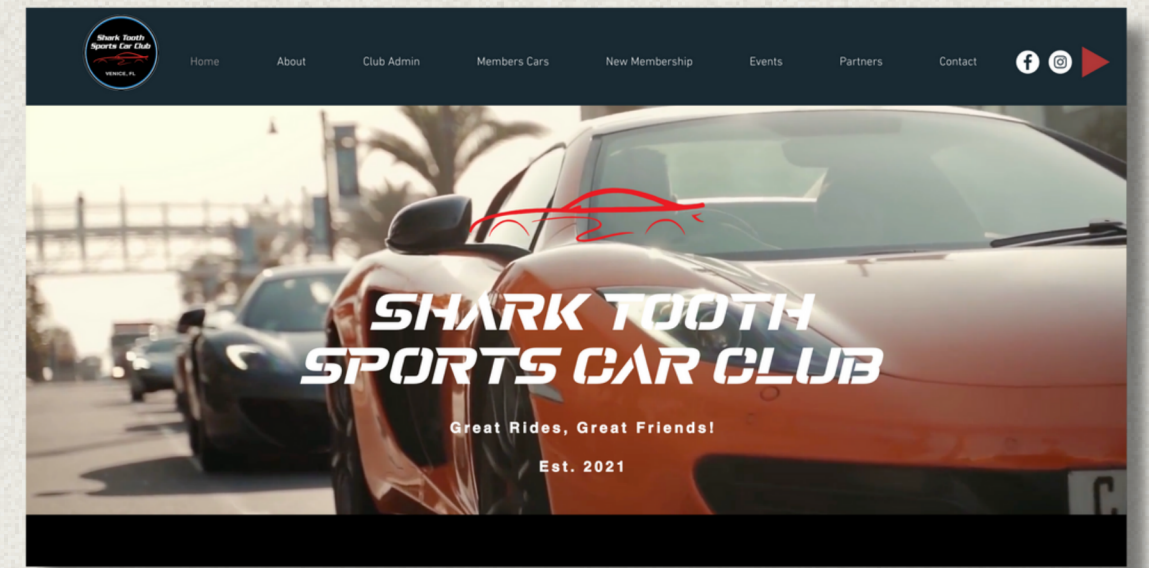 Shark Tooth
Sports Car Club
VENICE, FL
Home About Club Admin Members Cars New Membership Events Partners Contact
SHARK TOOTH
SPORTS CAR CLUB
Great Rides, Great Friends!
Est. 2021
C